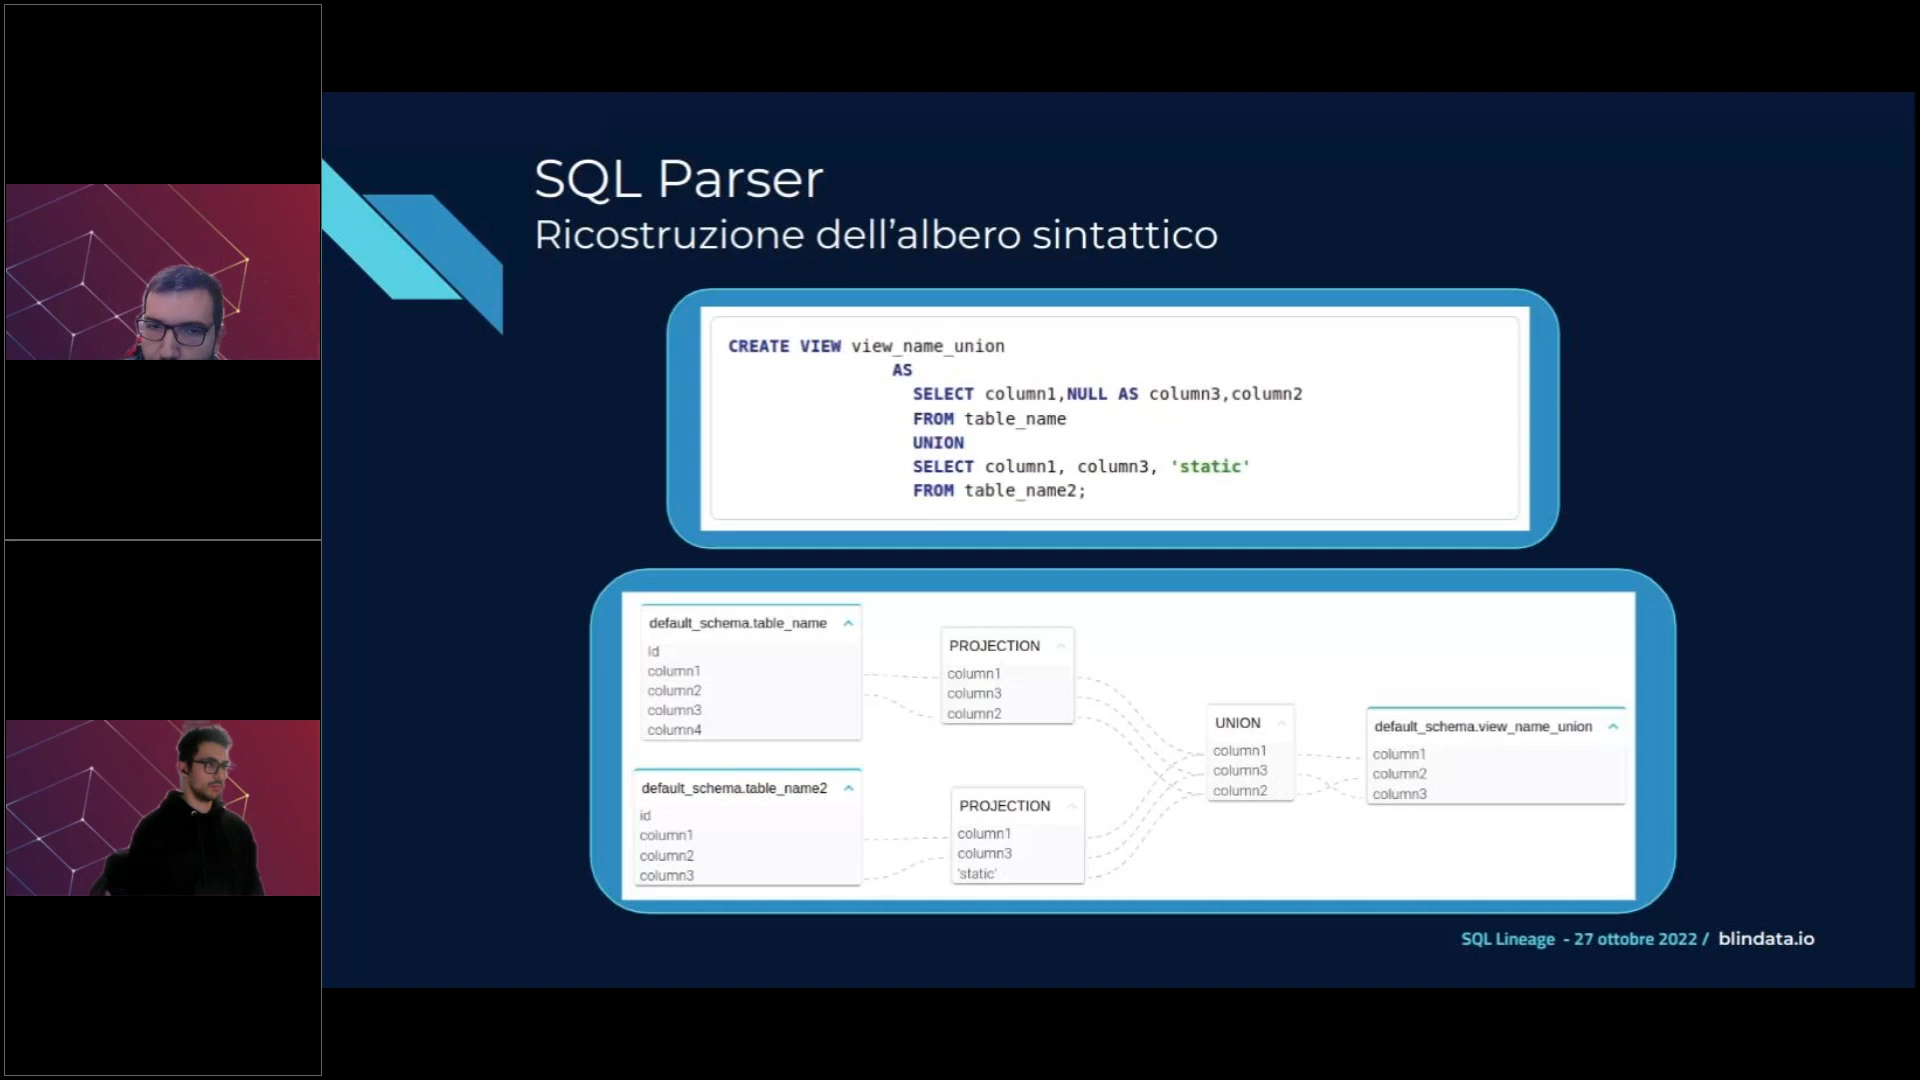 SQL Parser
Ricostruzione dell’albero sintattico
CREATE VIEW view_name_union
AS
SELECT column1,NULL AS column3,column2
FROM table_name
UNION
SELECT column1, column3, 'static'
FROM table_name2;
default_schema.table_name
id
column1
column2
column3
column4
default_schema.table_name2
id
column1
column2
column3
PROJECTION
column1
column3
column2
PROJECTION
column1
column3
'static'
UNION
column1
column3
column2
default_schema.view_name_union
column1
column2
column3
SQL Lineage - 27 ottobre 2022 / blindata.io